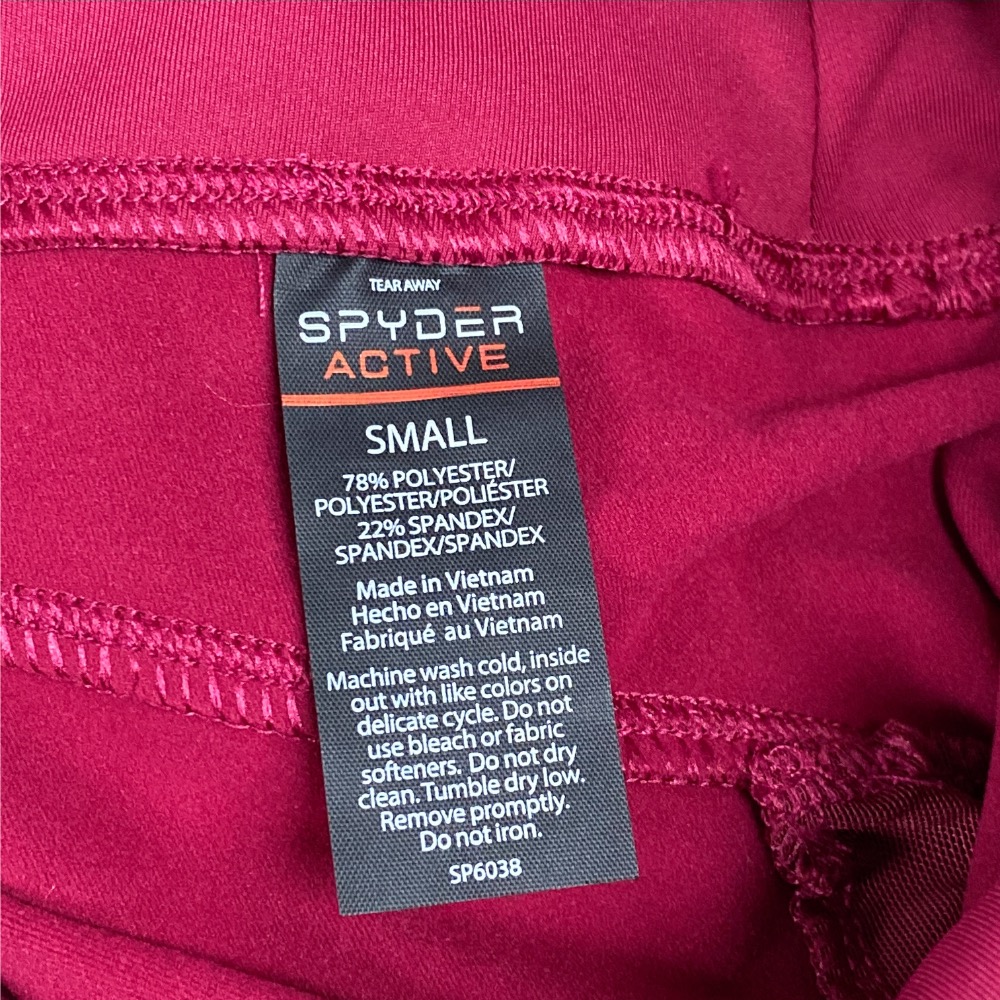 TEAR AWAY
SPYDER
ACTIVE
SMALL
78% POLYESTER/
POLYESTER/POLIÉSTER
22% SPANDEX/
SPANDEX/SPANDEX
Made in Vietnam
Hecho en Vietnam
Fabriqué au Vietnam
Machine wash cold, inside
out with like colors on
delicate cycle. Do not
use bleach or fabric
softeners. Do not dry
clean. Tumble dry low.
Remove promptly.
Do not iron.
SP6038